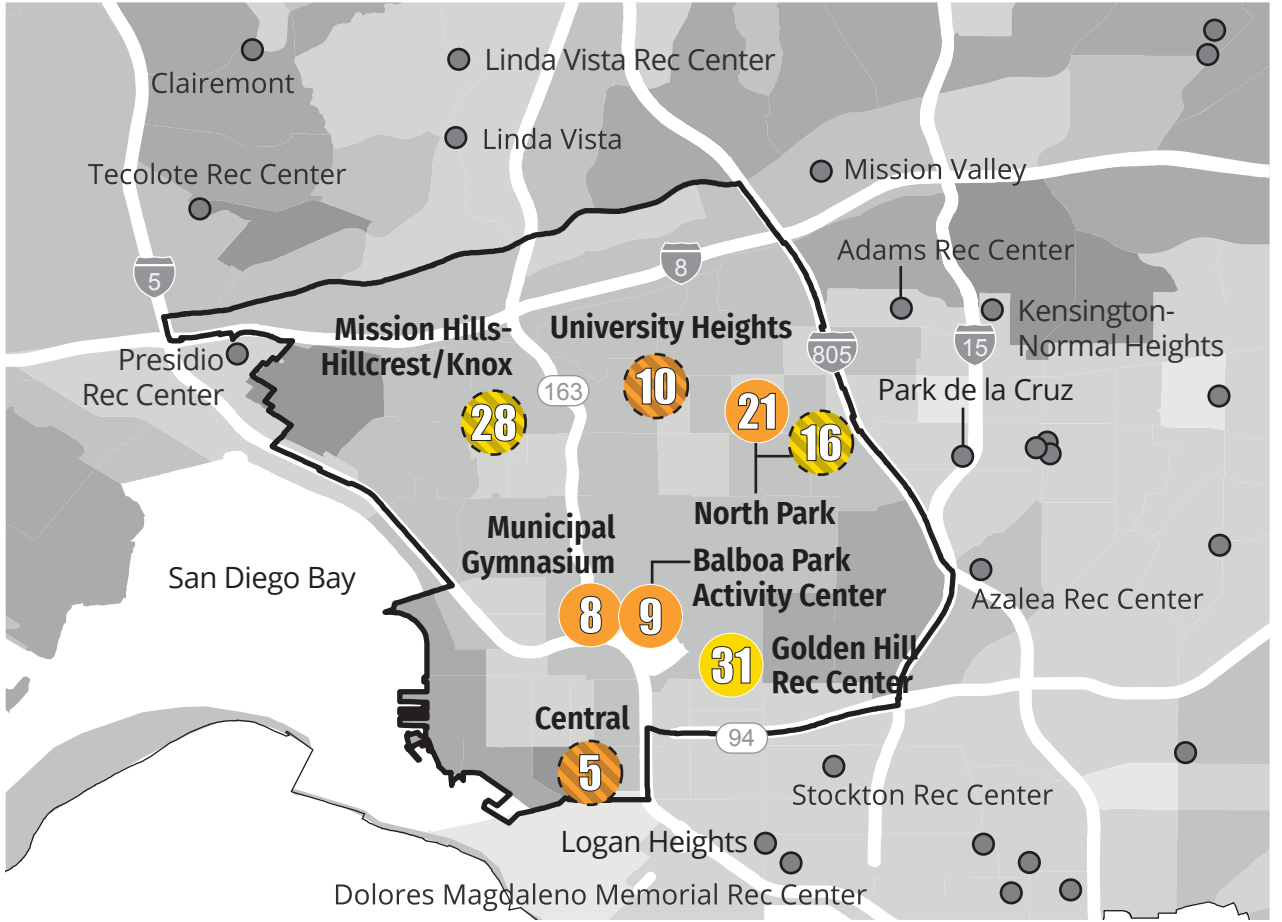 Linda Vista Rec Center
Clairemont
Linda Vista
Tecolote Rec Center
Mission Valley
Adams Rec Center
5
8
Mission Hills-
Hillcrest/Knox
University Heights
Kensington-
Normal Heights
805
15
Presidio
Rec Center
163
10
Park de la Cruz
28
21
16
North Park
Municipal
Gymnasium
San Diego Bay
Balboa Park
Activity Center
Azalea Rec Center
8
9
31
Golden Hill
Rec Center
Central
94
5
Stockton Rec Center
Logan Heights
Dolores Magdaleno Memorial Rec Center